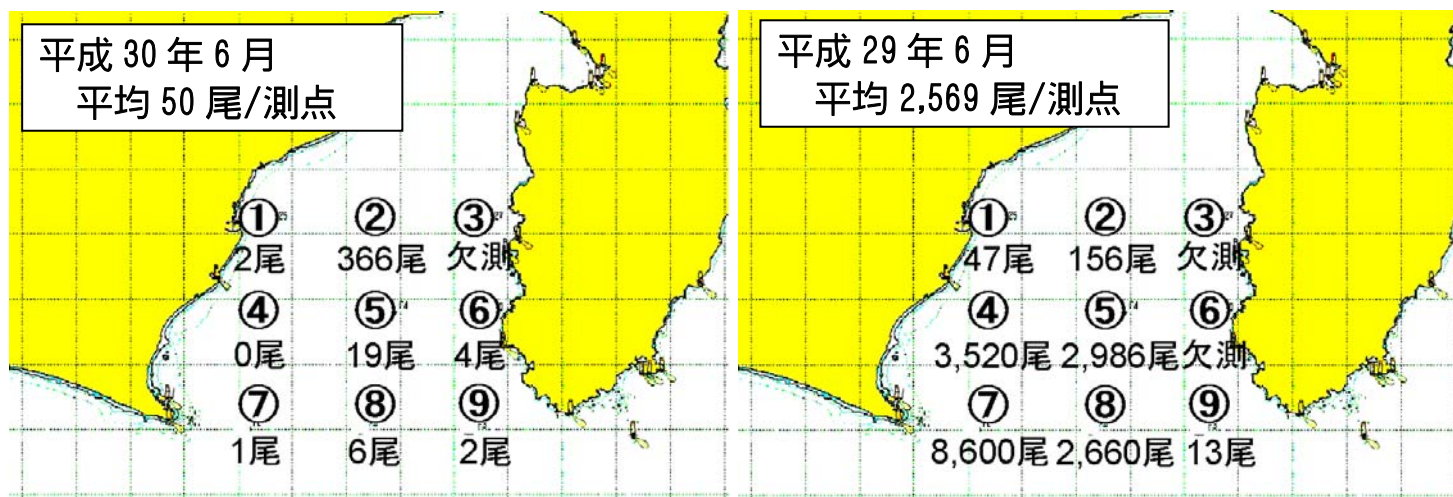 平成 30 年 6 月
平均 50 尾/測点
① ② ③
2尾 366尾 欠測
④ ⑤ ⑥
0尾 19尾 4尾
⑦ ⑧ ⑨
1尾 6尾 2尾
平成 29 年 6 月
平均 2,569 尾/測点
① ② ③
47尾 156尾 欠測
④ ⑤ ⑥
3,520尾 2,986尾 欠測
⑦ ⑧ ⑨
8,600尾 2,660尾 13尾